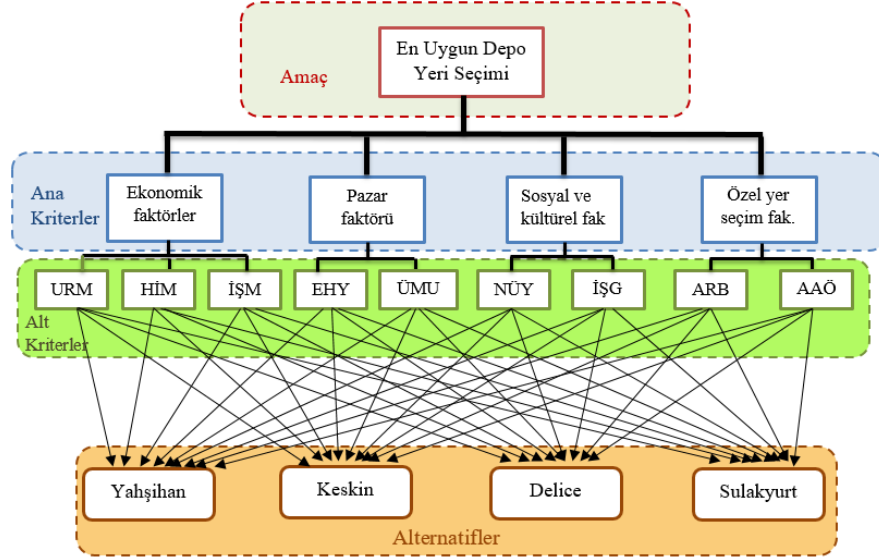 En Uygun Depo
Yeri Seçimi
Amaç
Ana
Kriterler
Ekonomik
faktörler
Pazar
faktörü
Sosyal ve
kültürel fak
Özel yer
seçim fak.
URM
HİM
İŞM
EHY
ÜMU
NÜY
İŞG
ARB
AAÖ
Alt
Kriterler
Yahşihan
Keskin
Delice
Sulakyurt
Alternatifler